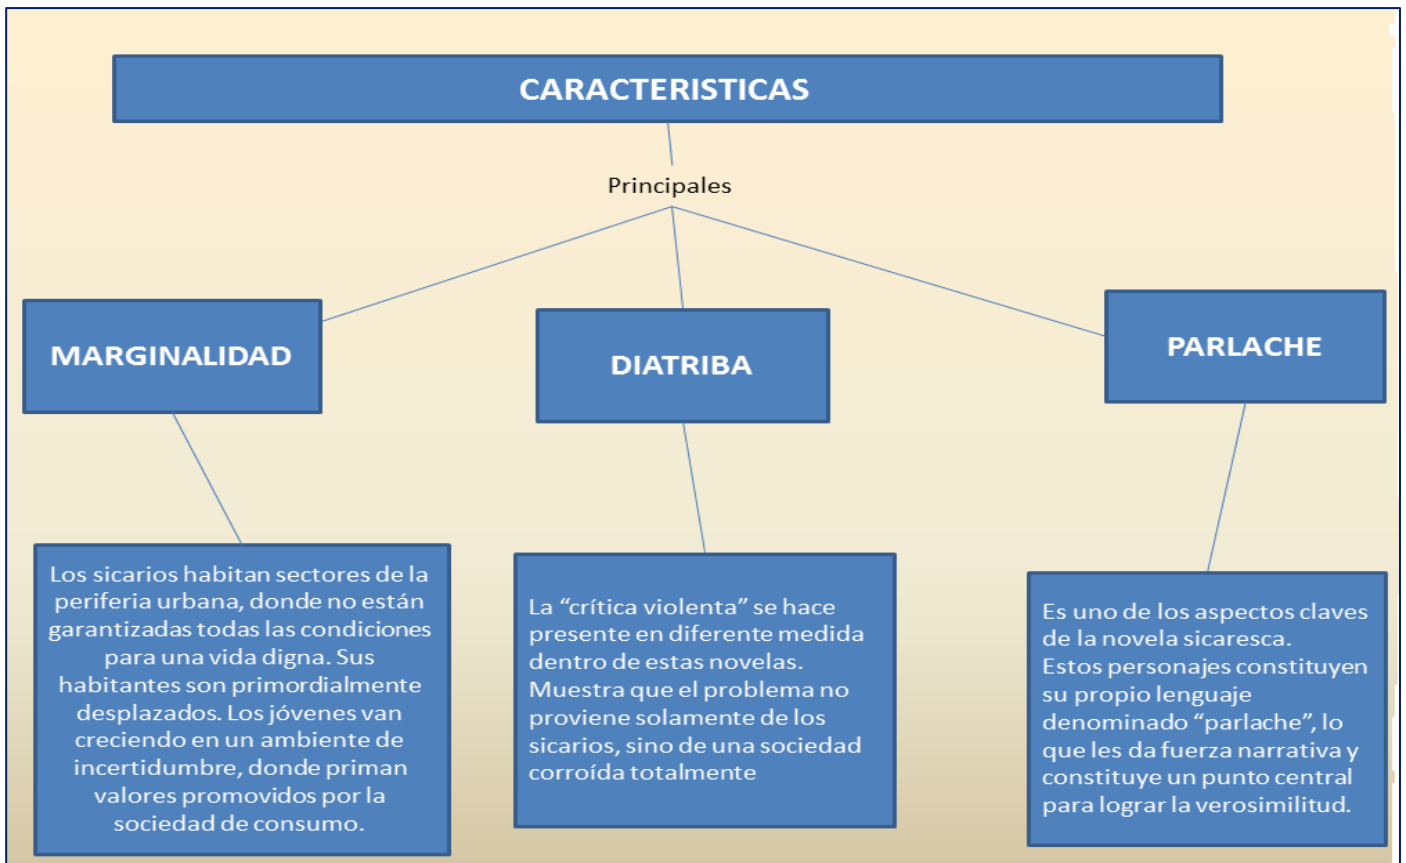 CARACTERISTICAS
Principales
MARGINALIDAD
DIATRIBA
PARLACHE
Los sicarios habitan sectores de la
periferia urbana, donde no están
garantizadas todas las condiciones
para una vida digna. Sus
habitantes son primordialmente
desplazados. Los jóvenes van
creciendo en un ambiente de
incertidumbre, donde priman
valores promovidos por la
sociedad de consumo.
La “crítica violenta” se hace
presente en diferente medida
dentro de estas novelas.
Muestra que el problema no
proviene solamente de los
sicarios, sino de una sociedad
corroída totalmente
Es uno de los aspectos claves
de la novela sicaresca.
Estos personajes constituyen
su propio lenguaje
denominado “parlache”, lo
que les da fuerza narrativa y
constituye un punto central
para lograr la verosimilitud.